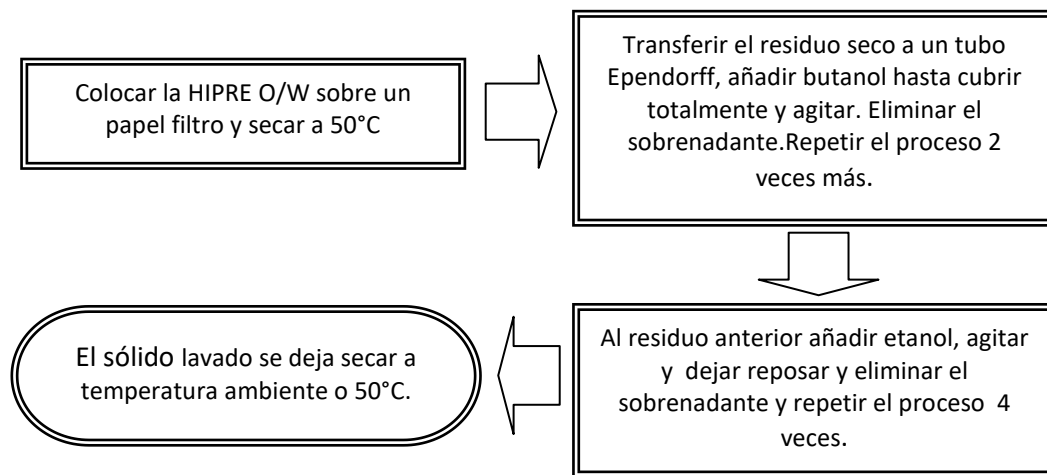 Colocar la HIPRE O/W sobre un
papel filtro y secar a 50°C
Transferir el residuo seco a un tubo
Ependorff, añadir butanol hasta cubrir
totalmente y agitar. Eliminar el
sobrenadante.Repetir el proceso 2
veces más.
Al residuo anterior añadir etanol, agitar
y dejar reposar y eliminar el
sobrenadante y repetir el proceso 4
veces.
El sólido lavado se deja secar a
temperatura ambiente o 50°C.